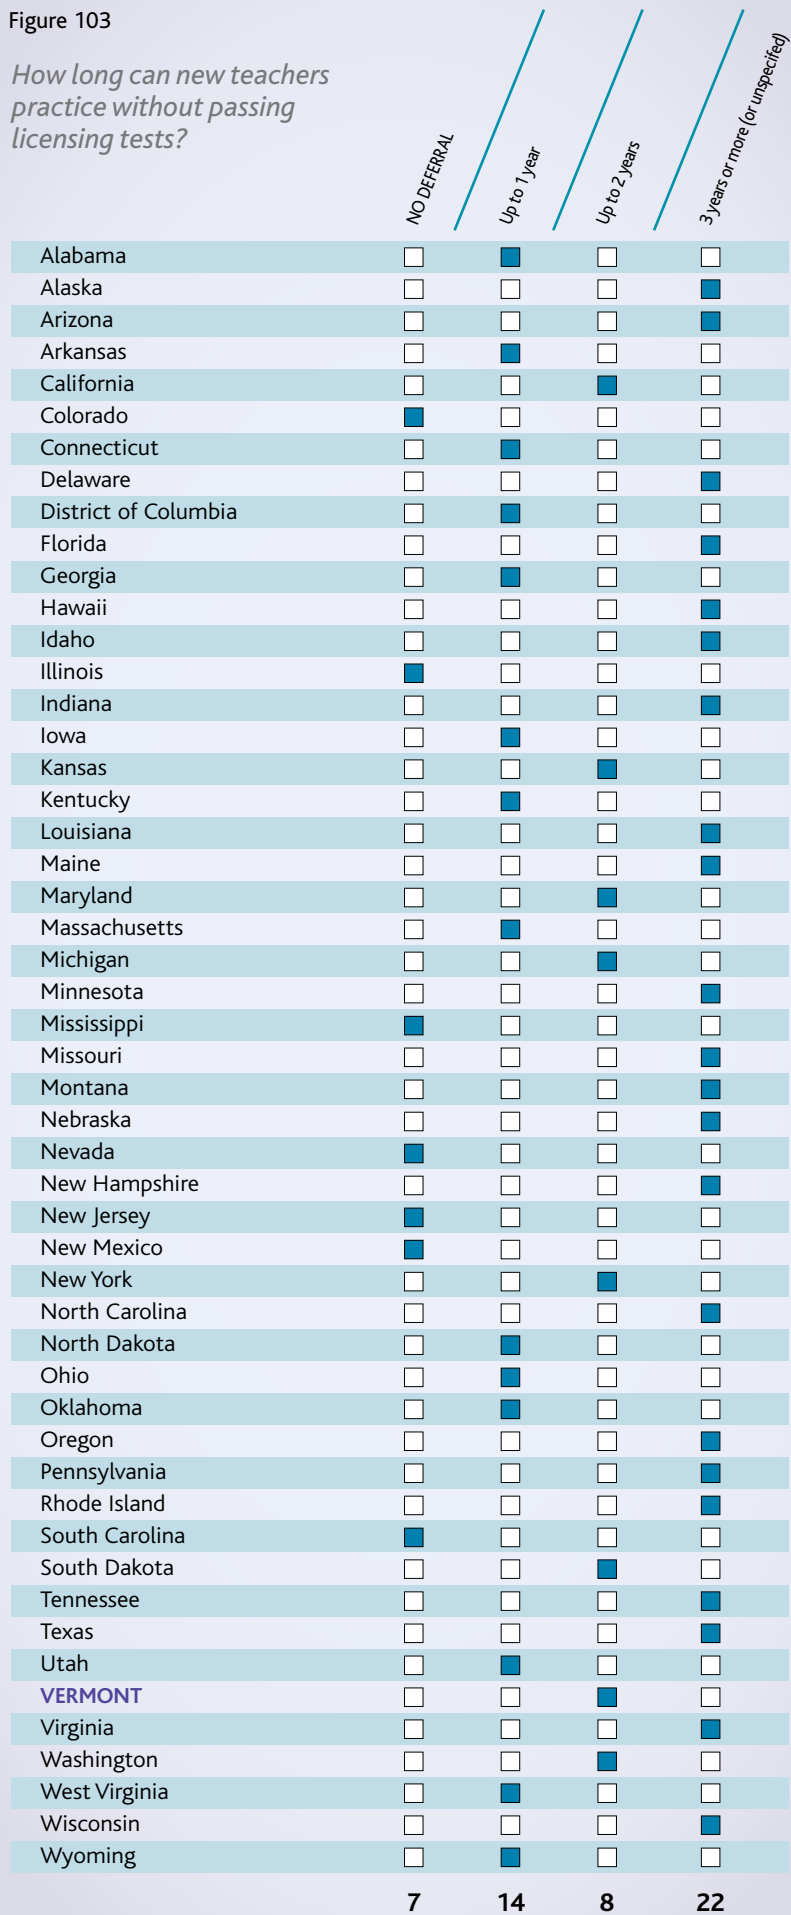 Figure 103
How long can new teachers
practice without passing
licensing tests?
NO DEFERRAL
Up to 1 year
Up to 2 years
3 years or more (or unspecifed)
Alabama
Alaska
Arizona
Arkansas
California
Colorado
Connecticut
Delaware
District of Columbia
Florida
Georgia
Hawaii
Idaho
Illinois
Indiana
Iowa
Kansas
Kentucky
Louisiana
Maine
Maryland
Massachusetts
Michigan
Minnesota
Mississippi
Missouri
Montana
Nebraska
Nevada
New Hampshire
New Jersey
New Mexico
New York
North Carolina
North Dakota
Ohio
Oklahoma
Oregon
Pennsylvania
Rhode Island
South Carolina
South Dakota
Tennessee
Texas
Utah
VERMONT
Virginia
Washington
West Virginia
Wisconsin
Wyoming
7 14 8 22